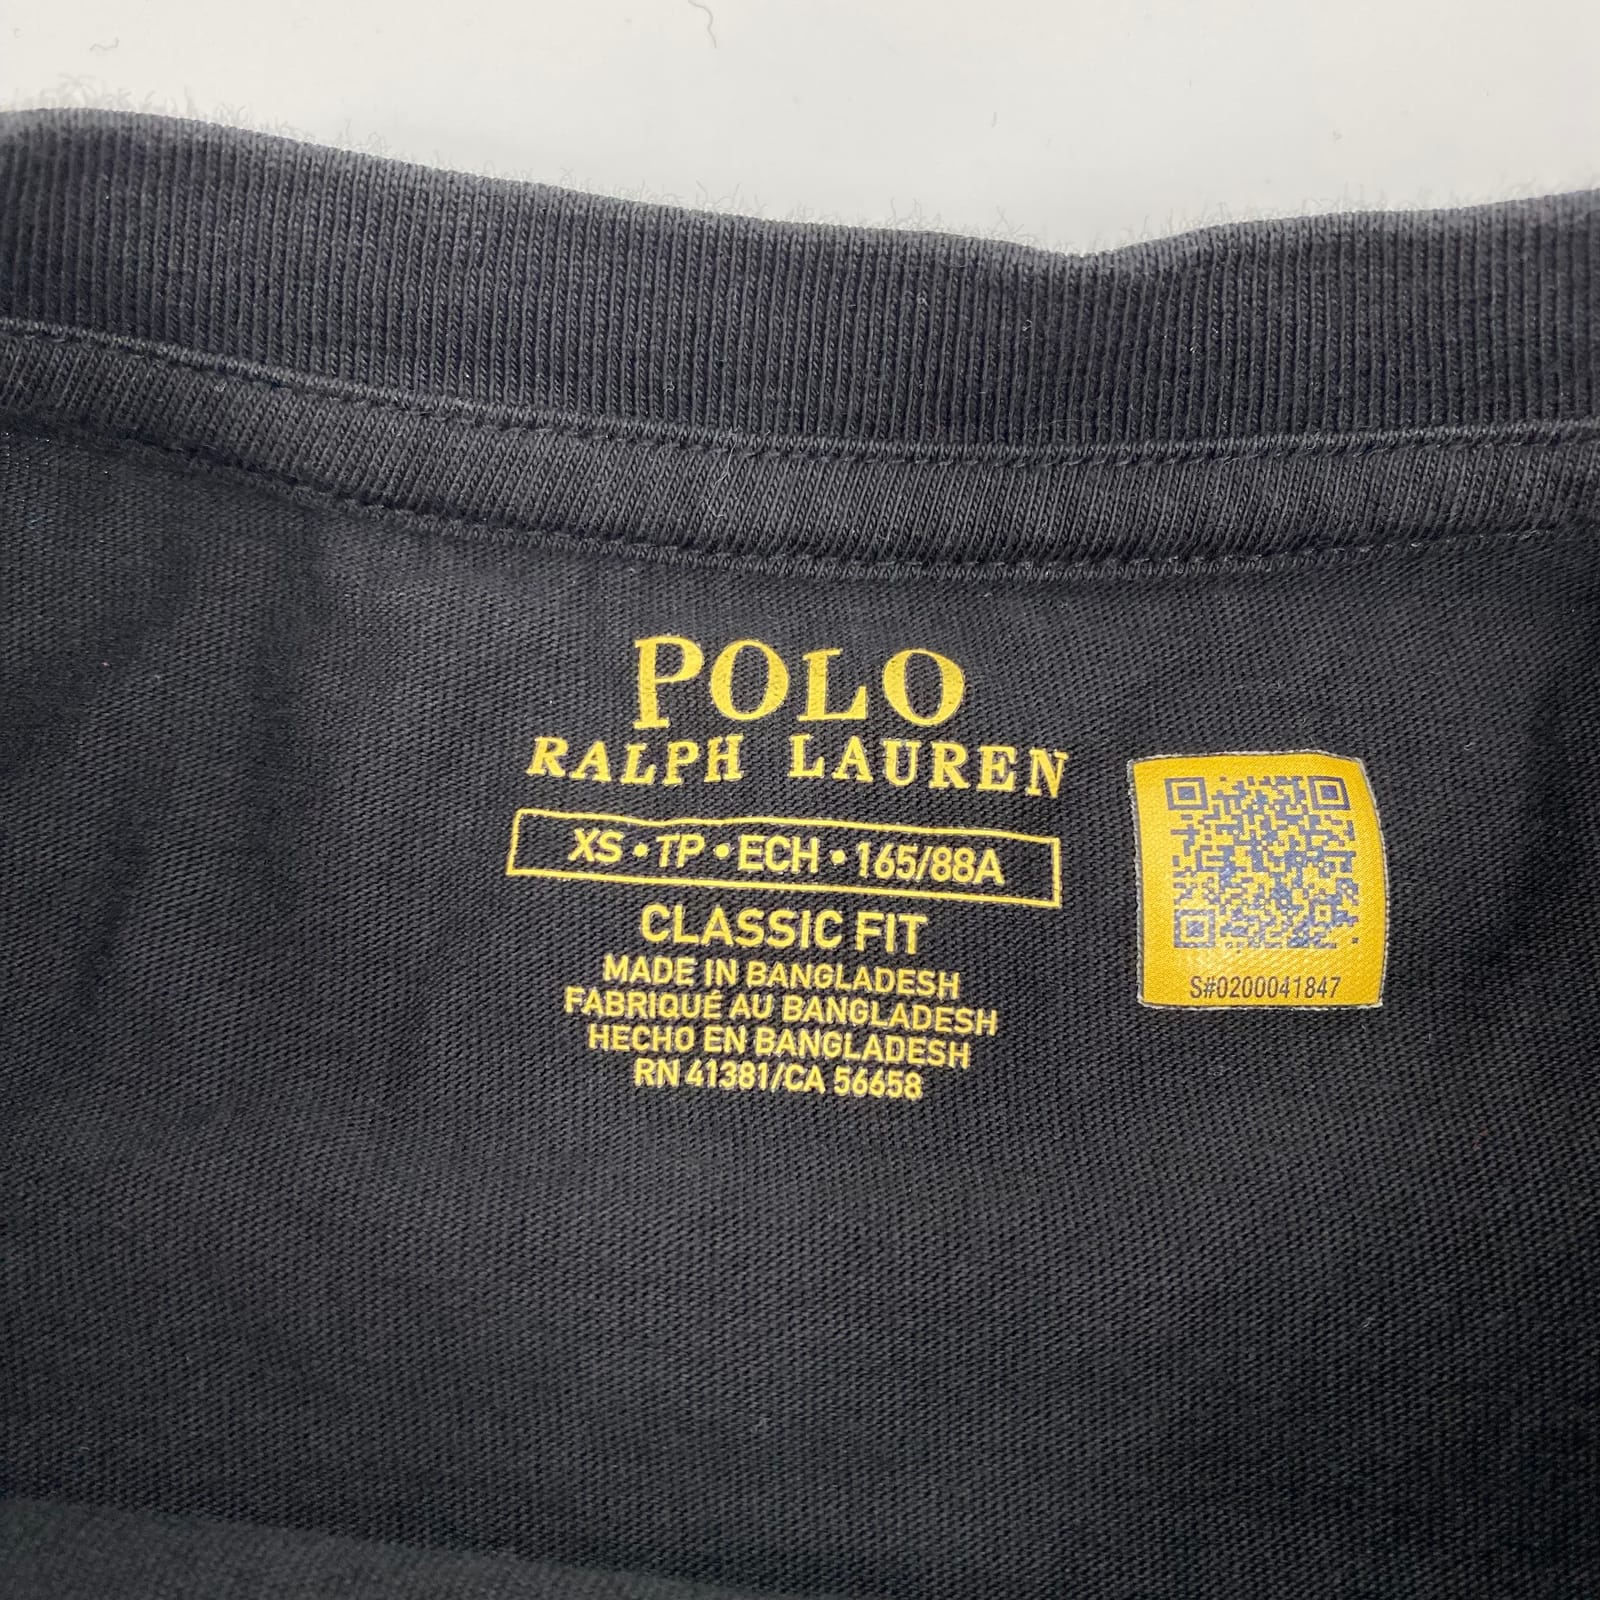 POLO
RALPH LAUREN
XS • TP • ECH • 165/88A
CLASSIC FIT
MADE IN BANGLADESH
FABRIQUÉ AU BANGLADESH
HECHO EN BANGLADESH
RN 41381/CA 56658
S#0200041847